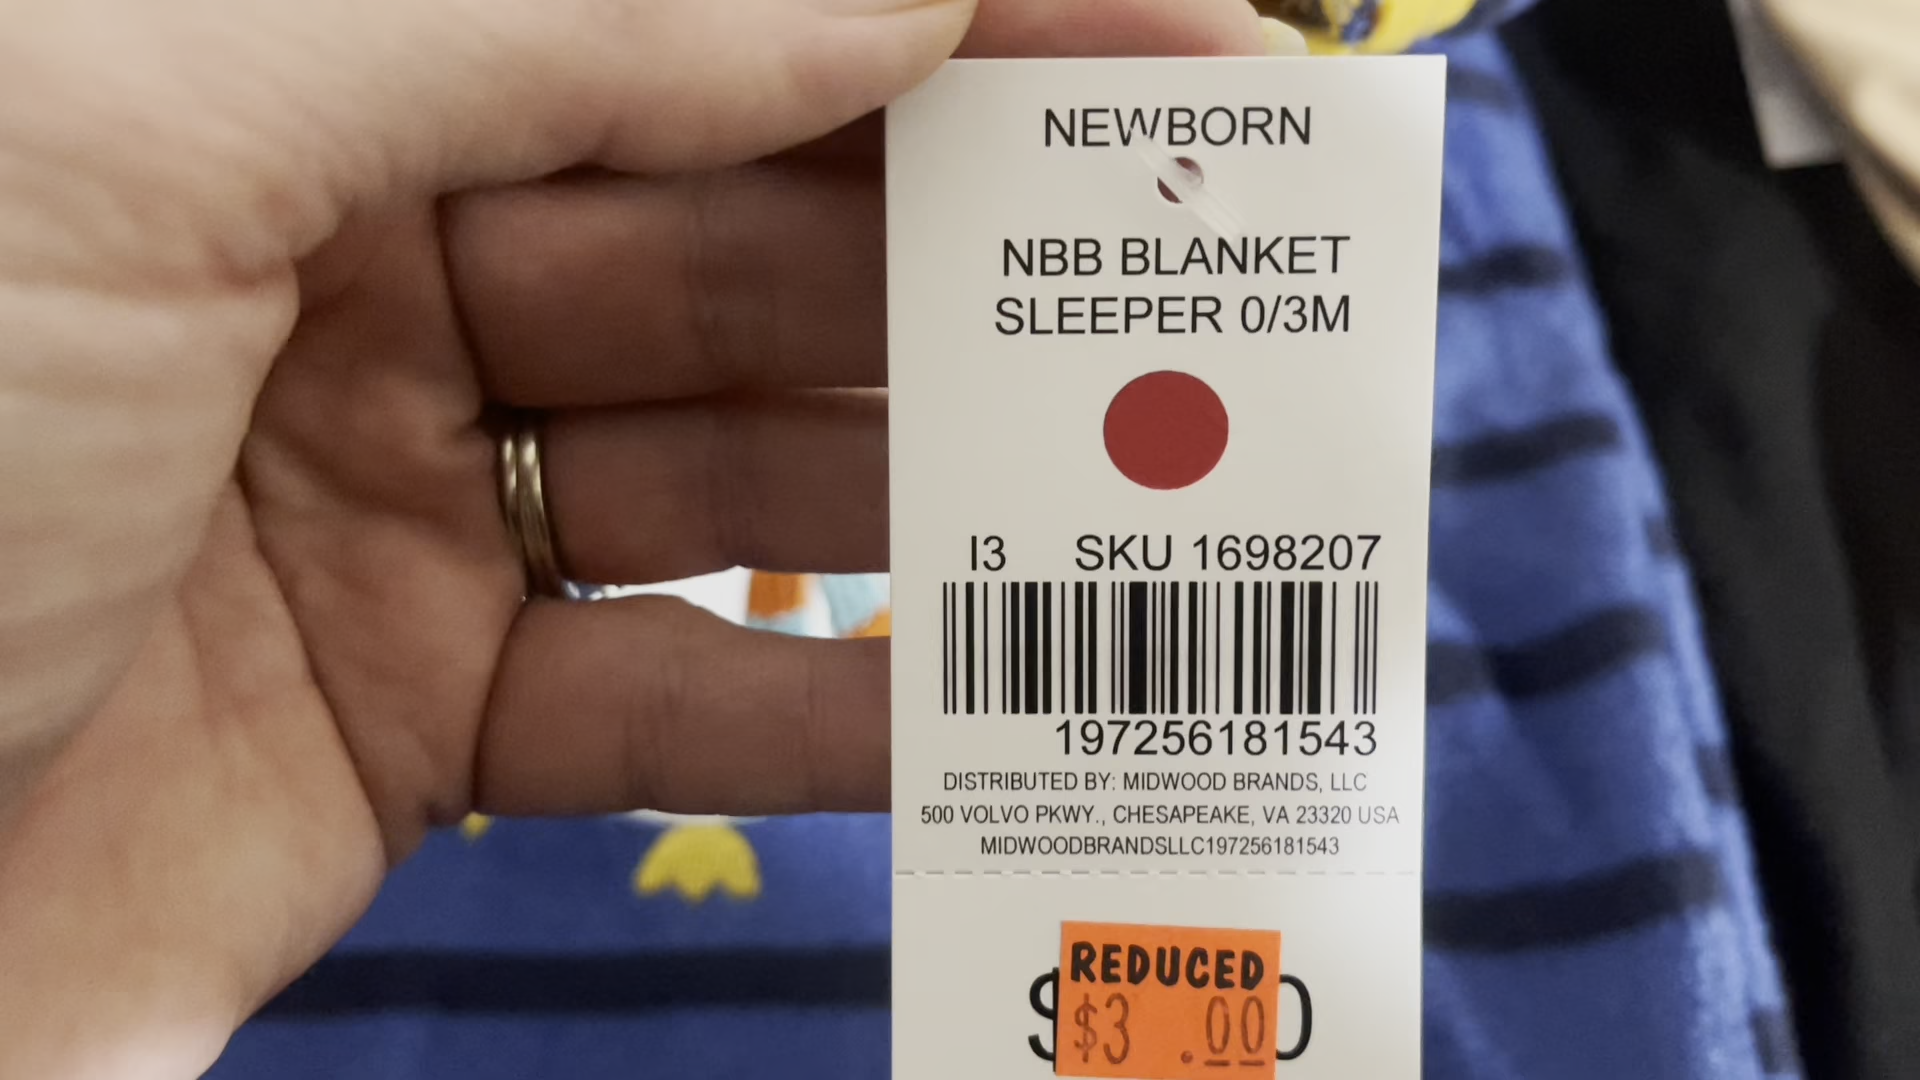 NEWBORN
NBB BLANKET
SLEEPER 0/3M
I3 SKU 1698207
197256181543
DISTRIBUTED BY: MIDWOOD BRANDS, LLC
500 VOLVO PKWY., CHESAPEAKE, VA 23320 USA
MIDWOODBRANDSLLC197256181543
REDUCED
$3 .00